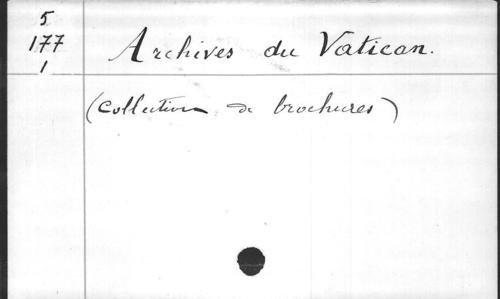 5
177
1
Archives du Vatican.
(Collection de brochures)